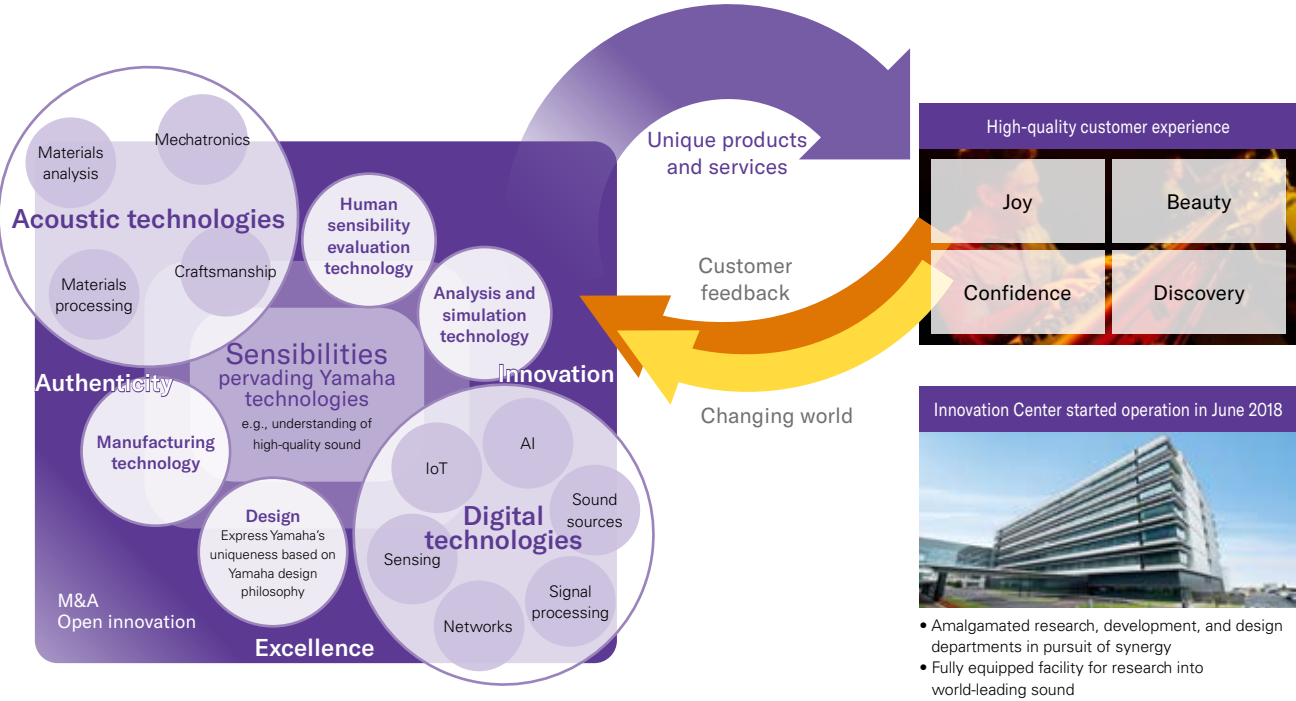 Materials
analysis
Mechatronics
Acoustic technologies
Materials
processing
Craftsmanship
Human
sensibility
evaluation
technology
Analysis and
simulation
technology
Authenticity
Innovation
Sensibilities
pervading Yamaha
technologies
e.g., understanding of
high-quality sound
Manufacturing
technology
Design
Express Yamaha's
uniqueness based on
Yamaha design
philosophy
IoT
AI
Sound
sources
Digital
technologies
Sensing
Signal
processing
Networks
M&A
Open innovation
Excellence
Unique products
and services
Customer
feedback
Changing world
High-quality customer experience
Joy
Beauty
Confidence
Discovery
Innovation Center started operation in June 2018
• Amalgamated research, development, and design
departments in pursuit of synergy
• Fully equipped facility for research into
world-leading sound